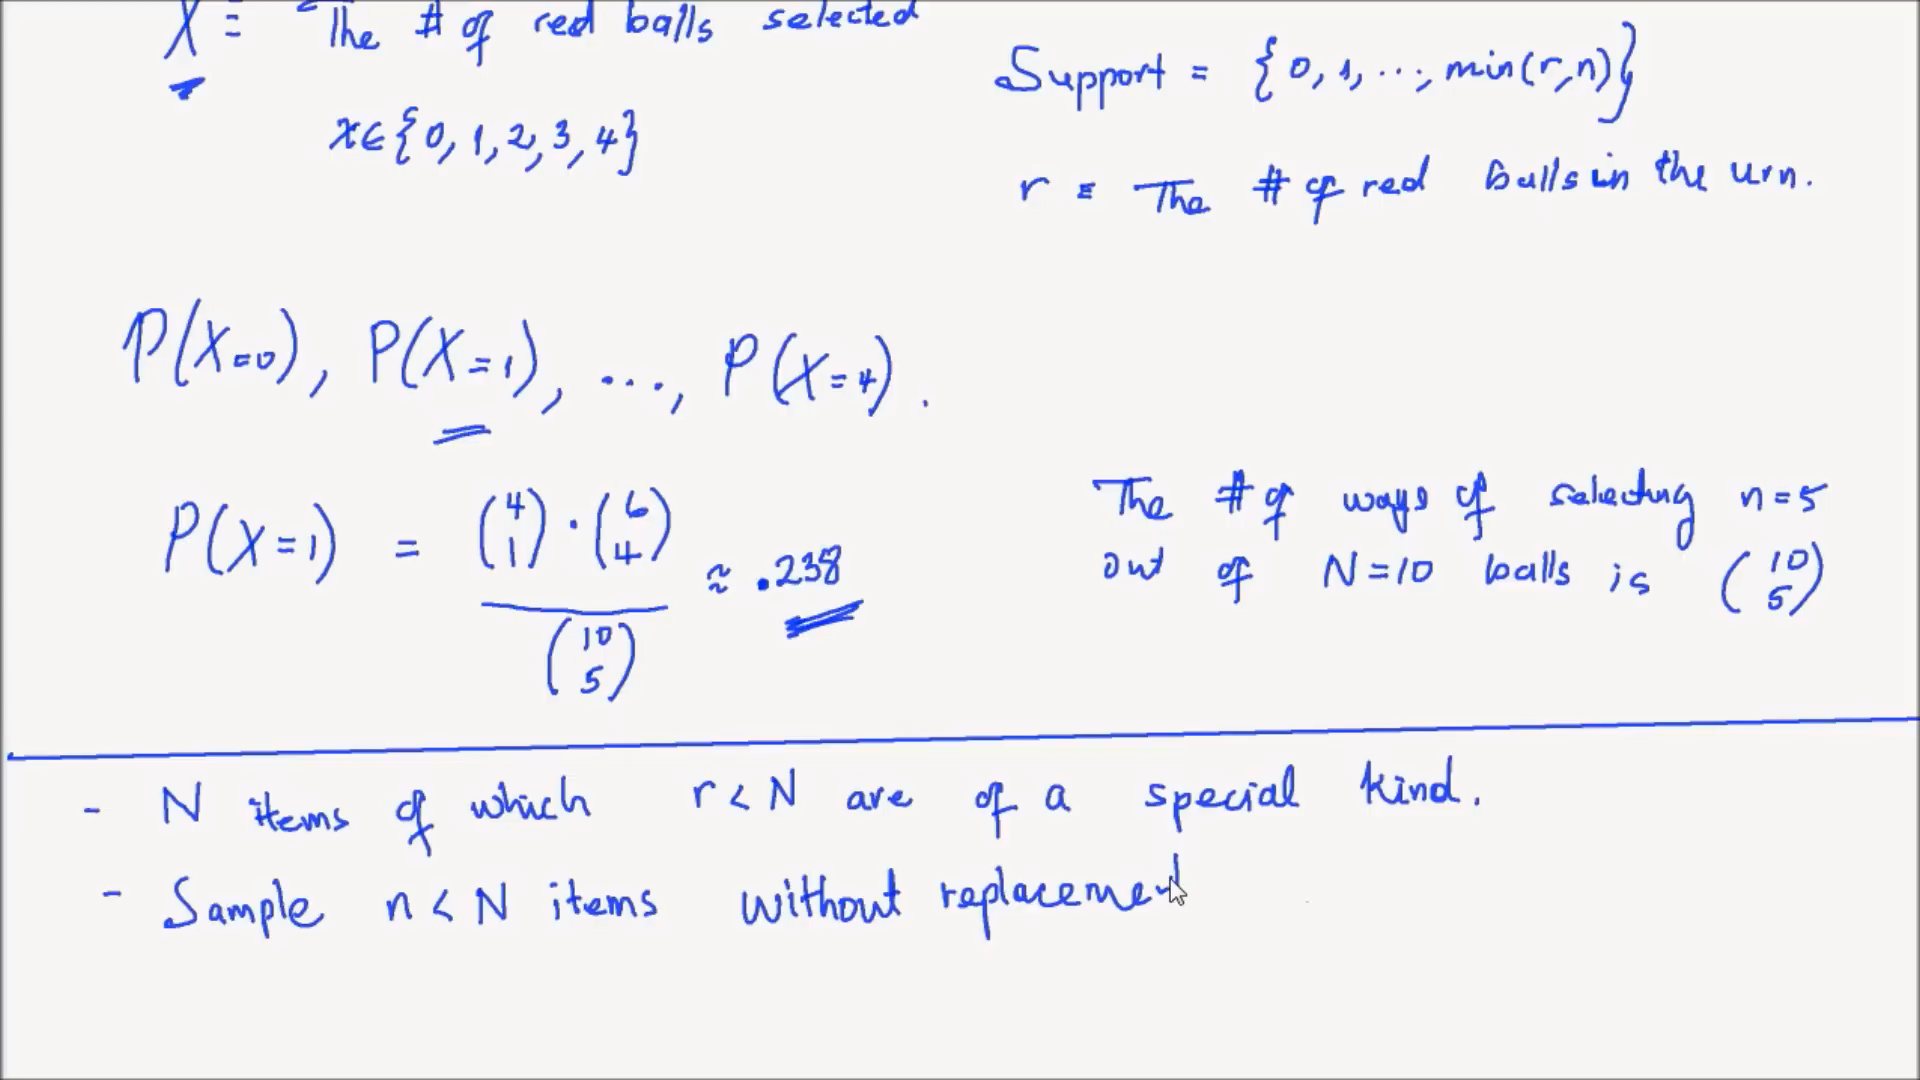 X = The # of red balls selected
x∈{0, 1, 2, 3, 4}
Support = {0, 1, ..., min(r,n)}
r = The # of red balls in the urn.
P(X=0), P(X=1), ..., P(X=4).
P(X=1) = (4 1) · (6 4) / (10 5) ≈ .238
The # of ways of selecting n=5
out of N=10 balls is (10 5)
- N items of which r < N are of a special kind.
- Sample n < N items without replacement